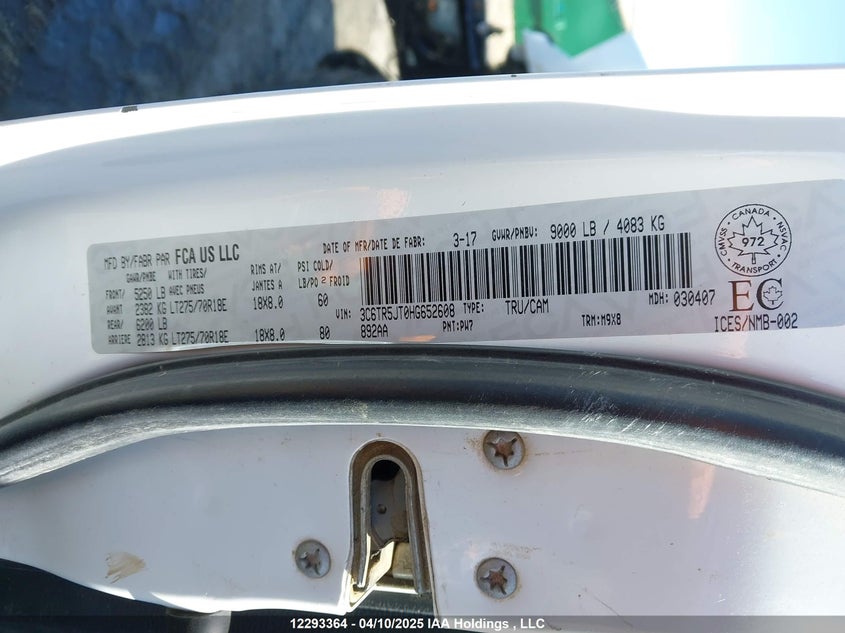 MFD BY/FABR PAR FCA US LLC
DATE OF MFR/DATE DE FABR: 3-17 GVWR/PNBV: 9000 LB / 4083 KG
GAWR/PNBE WITH TIRES/ RIMS AT/ PSI COLD/
AVEC PNEUS JANTES A LB/PO² FROID
FRONT 5250 LB
AVANT 2382 KG LT275/70R18E 18X8.0 60
REAR 6200 LB
ARRIERE 2813 KG LT275/70R18E 18X8.0 80
VIN: 3C6TR5JT0HG652608 TYPE: TRU/CAM MDH: 030407
892AA PNT: PW7 TRM: M9X8
CMVSS - CANADA - NSVAC
972
TRANSPORT
EC
ICES/NMB-002
12293364 - 04/10/2025 IAA Holdings , LLC